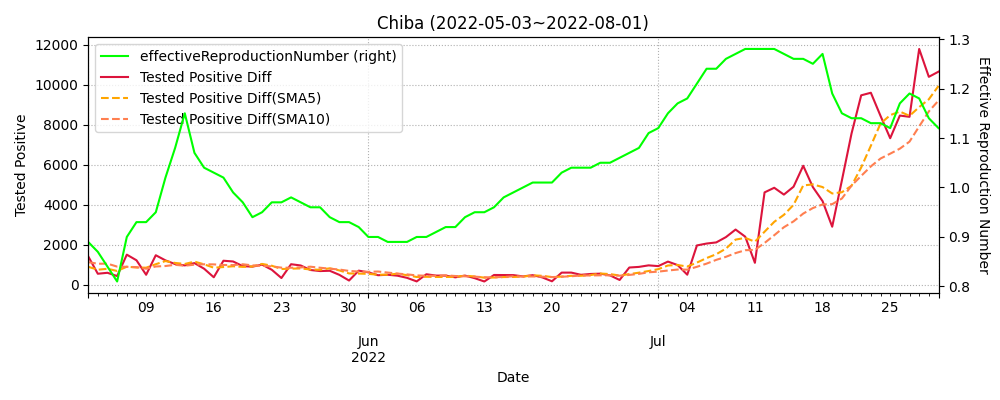 Chiba (2022-05-03~2022-08-01)
effectiveReproductionNumber (right)
Tested Positive Diff
Tested Positive Diff(SMA5)
Tested Positive Diff(SMA10)
Tested Positive
12000
10000
8000
6000
4000
2000
0
Effective Reproduction Number
1.3
1.2
1.1
1.0
0.9
0.8
09 16 23 30 06 13 20 27 04 11 18 25
Jun Jul
2022
Date